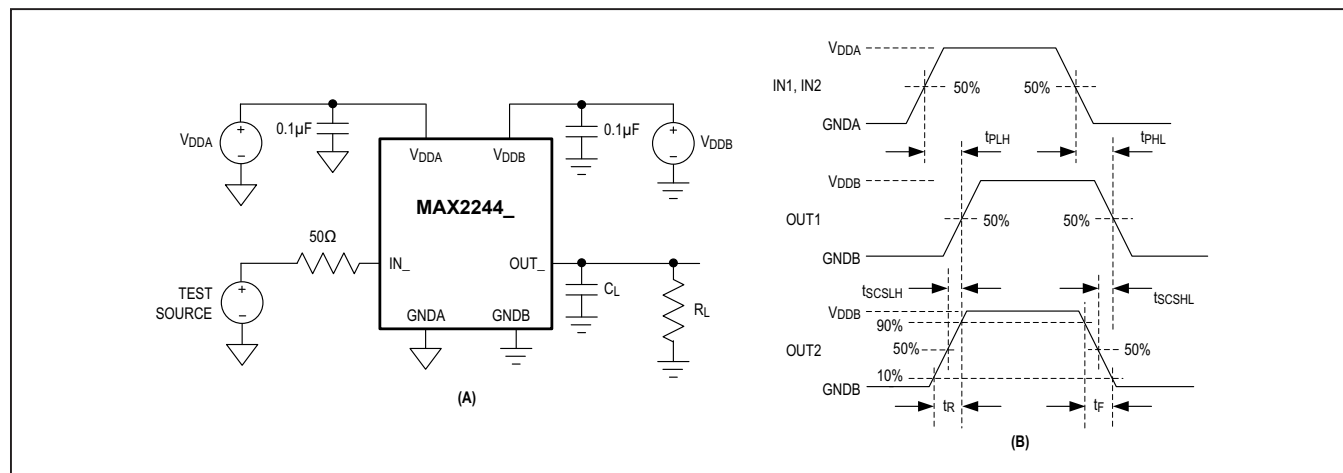 VDDA
0.1µF
0.1µF
VDDB
VDDA
VDDB
MAX2244_
50Ω
IN_
OUT_
TEST
SOURCE
CL
RL
GNDA
GNDB
(A)
VDDA
IN1, IN2
50%
50%
GNDA
tPLH
tPHL
VDDB
OUT1
50%
50%
GNDB
tSCSLH
tSCSHL
VDDB
90%
OUT2
50%
50%
10%
GNDB
tR
tF
(B)